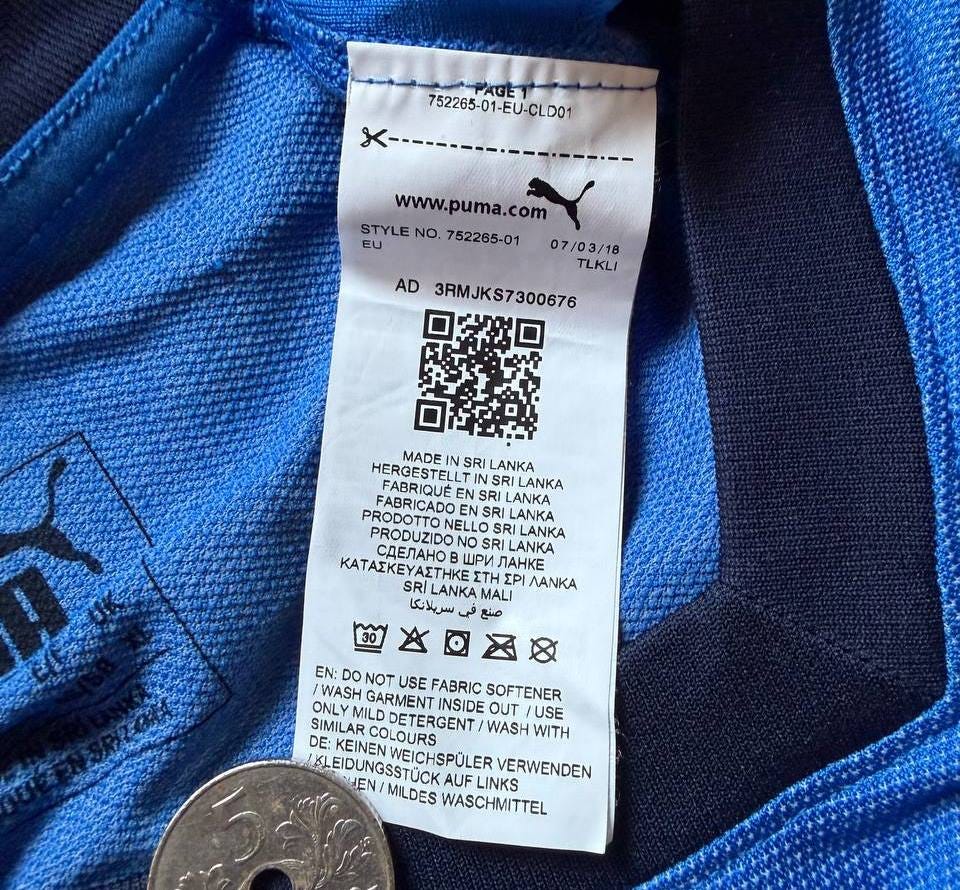 PAGE 1
752265-01-EU-CLD01
www.puma.com
STYLE NO. 752265-01 07/03/18
EU TLKLI
AD 3RMJKS7300676
MADE IN SRI LANKA
HERGESTELLT IN SRI LANKA
FABRIQUÉ EN SRI LANKA
FABRICADO EN SRI LANKA
PRODOTTO NELLO SRI LANKA
PRODUZIDO NO SRI LANKA
СДЕЛАНО В ШРИ ЛАНКЕ
ΚΑΤΑΣΚΕΥΑΣΤΗΚΕ ΣΤΗ ΣΡΙ ΛΑΝΚΑ
SRİ LANKA MALI
صنع في سريلانكا
30
EN: DO NOT USE FABRIC SOFTENER
/ WASH GARMENT INSIDE OUT / USE
ONLY MILD DETERGENT / WASH WITH
SIMILAR COLOURS
DE: KEINEN WEICHSPÜLER VERWENDEN
/ KLEIDUNGSSTÜCK AUF LINKS
/ MILDES WASCHMITTEL
UK
5